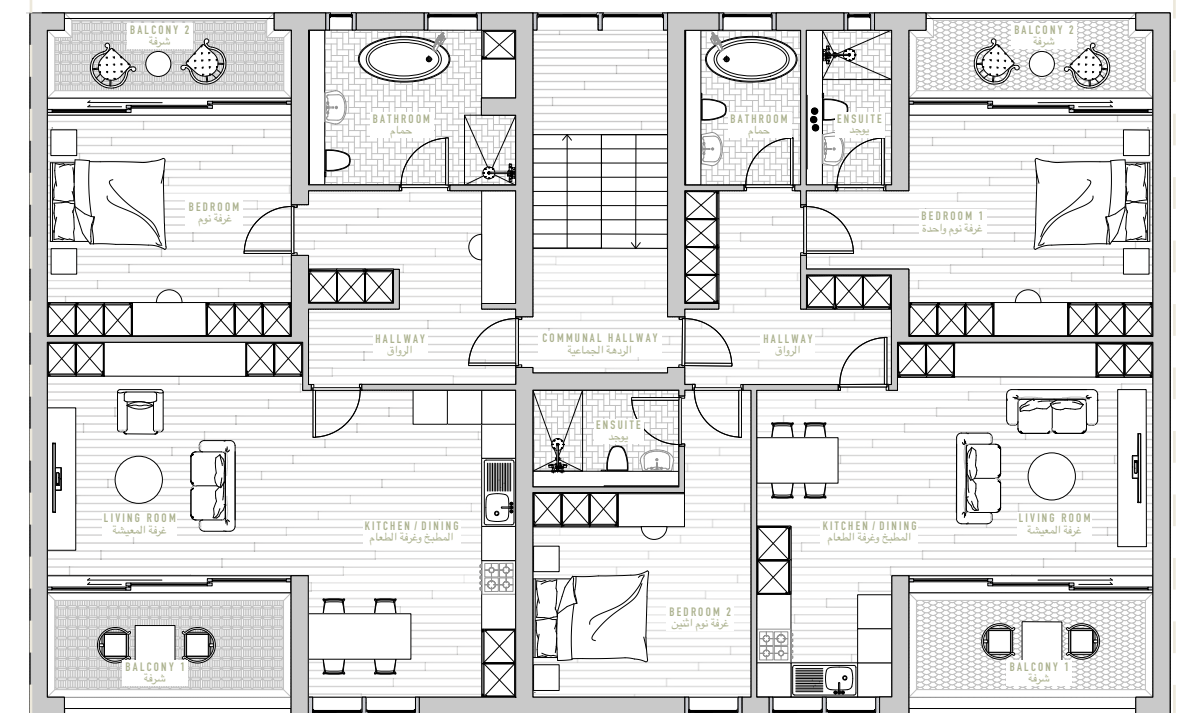 BALCONY 2
شرفة
BALCONY 2
شرفة
BATHROOM
حمام
BATHROOM
حمام
ENSUITE
يوجد
BEDROOM
غرفة نوم
BEDROOM 1
غرفة نوم واحدة
HALLWAY
الرواق
COMMUNAL HALLWAY
الردهة الجماعية
HALLWAY
الرواق
ENSUITE
يوجد
LIVING ROOM
غرفة المعيشة
KITCHEN / DINING
المطبخ وغرفة الطعام
KITCHEN / DINING
المطبخ وغرفة الطعام
LIVING ROOM
غرفة المعيشة
BEDROOM 2
غرفة نوم اثنين
BALCONY 1
شرفة
BALCONY 1
شرفة